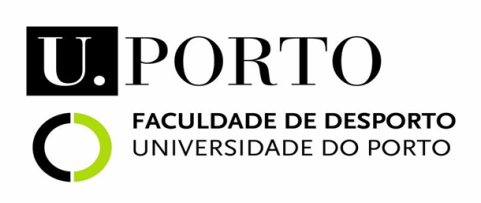 U.PORTO
FACULDADE DE DESPORTO
UNIVERSIDADE DO PORTO